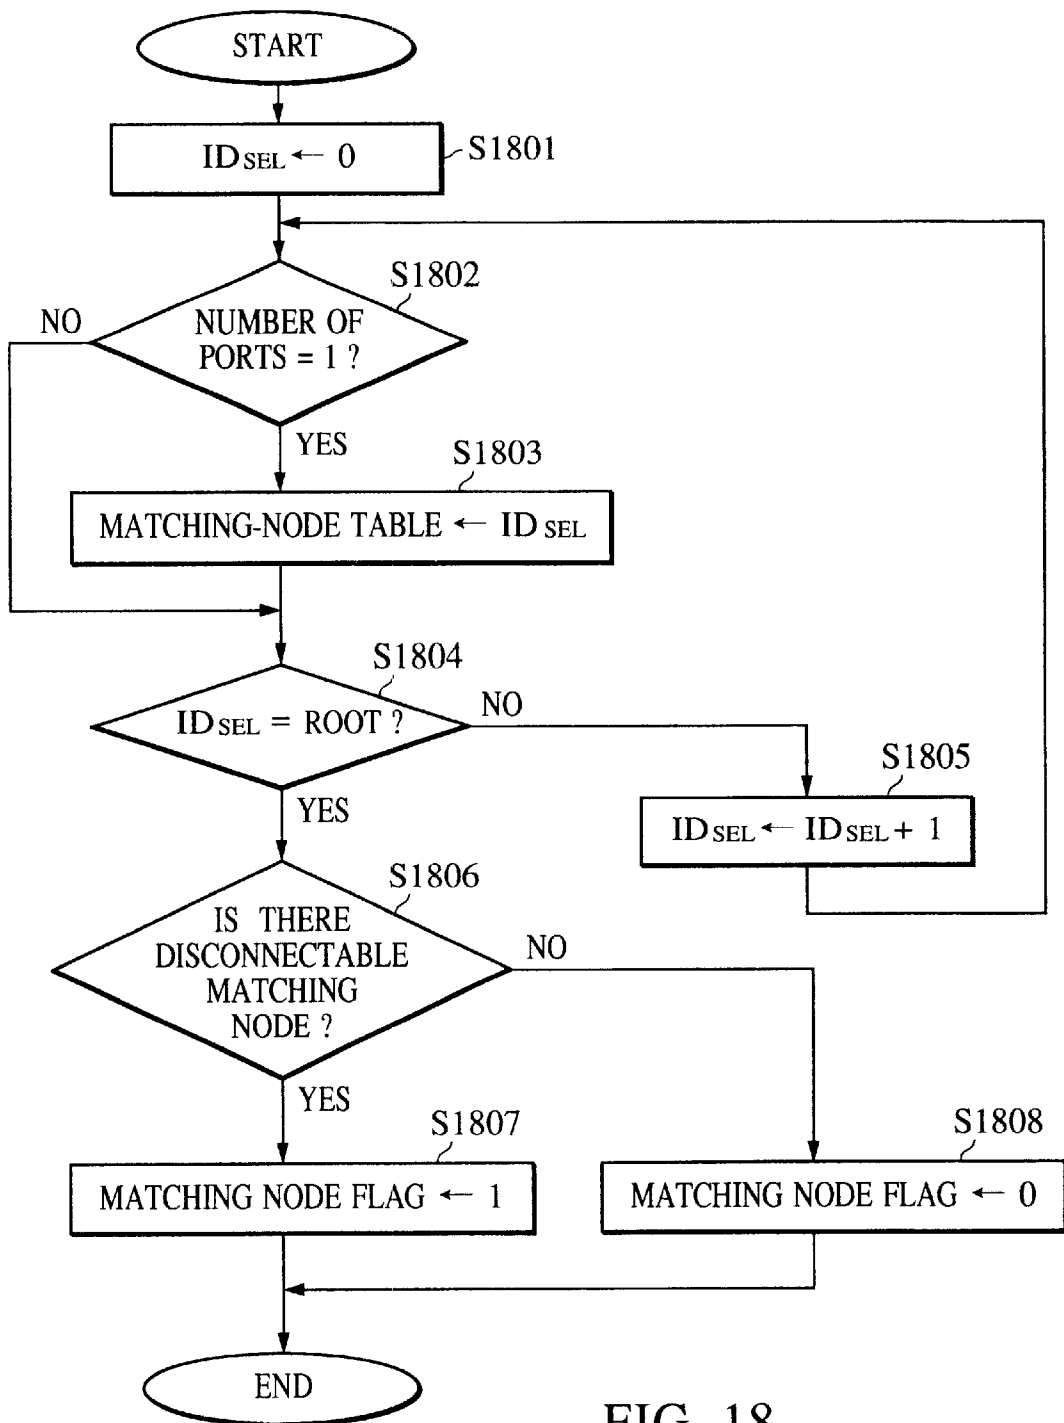 START
ID SEL ← 0
S1801
S1802
NO
NUMBER OF
PORTS = 1 ?
YES
S1803
MATCHING-NODE TABLE ← ID SEL
S1804
ID SEL = ROOT ?
NO
YES
S1805
ID SEL ← ID SEL + 1
S1806
IS THERE
DISCONNECTABLE
MATCHING
NODE ?
NO
YES
S1807
MATCHING NODE FLAG ← 1
S1808
MATCHING NODE FLAG ← 0
END
FIG. 18